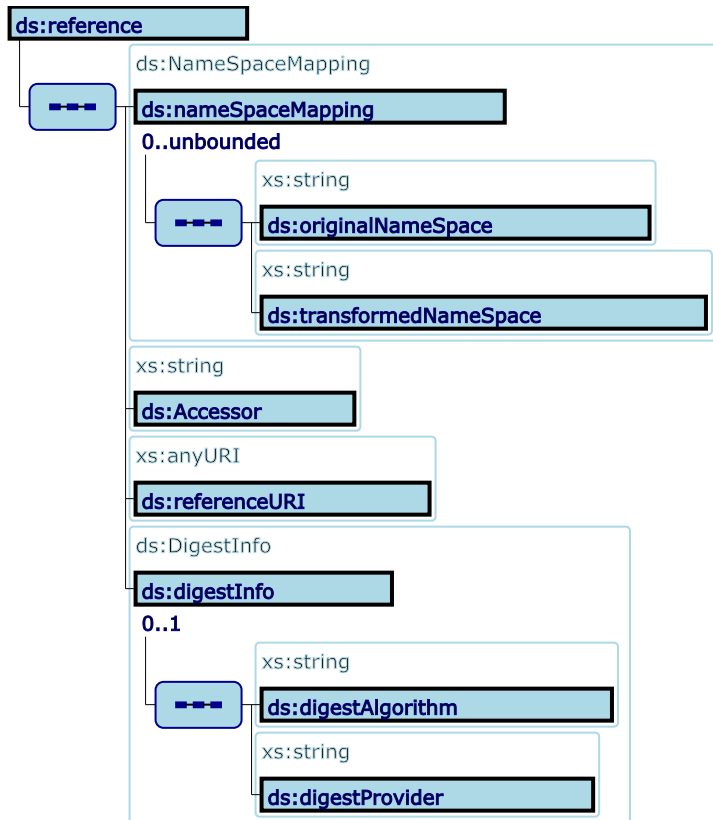 ds:reference
ds:NameSpaceMapping
ds:nameSpaceMapping
0..unbounded
xs:string
ds:originalNameSpace
xs:string
ds:transformedNameSpace
xs:string
ds:Accessor
xs:anyURI
ds:referenceURI
ds:DigestInfo
ds:digestInfo
0..1
xs:string
ds:digestAlgorithm
xs:string
ds:digestProvider